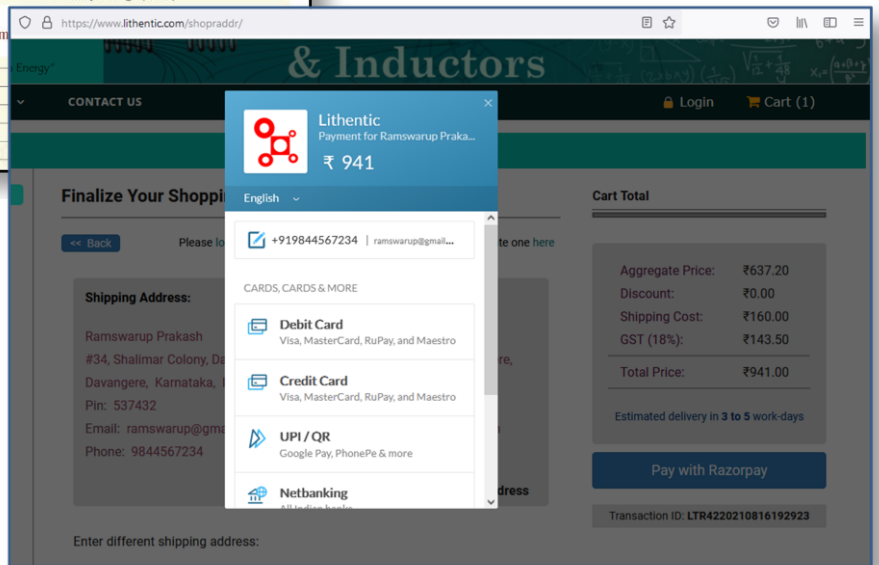 https://www.lithentic.com/shopraddr/
Energy"
& Inductors
CONTACT US
Login
Cart (1)
Lithentic
Payment for Ramswarup Praka...
₹ 941
English
Finalize Your Shoppi
Cart Total
<< Back
Please lo
te one here
+919844567234 | ramswarup@gmail....
CARDS, CARDS & MORE
Debit Card
Visa, MasterCard, RuPay, and Maestro
Credit Card
Visa, MasterCard, RuPay, and Maestro
UPI / QR
Google Pay, PhonePe & more
Netbanking
All Indian banks
Shipping Address:
Ramswarup Prakash
#34, Shalimar Colony, Da
re,
Davangere, Karnataka,
Pin: 537432
Email: ramswarup@gma
Phone: 9844567234
dress
Enter different shipping address:
Aggregate Price: ₹637.20
Discount: ₹0.00
Shipping Cost: ₹160.00
GST (18%): ₹143.50
Total Price: ₹941.00
Estimated delivery in 3 to 5 work-days
Pay with Razorpay
Transaction ID: LTR4220210816192923